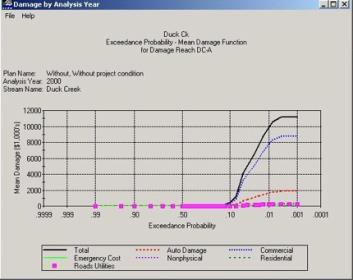 Damage by Analysis Year
File Help
Duck Ck
Exceedance Probability - Mean Damage Function
for Damage Reach DC-A
Plan Name: Without, Without project condition
Analysis Year: 2000
Stream Name: Duck Creek
Mean Damage ($1,000's)
12000
10000
8000
6000
4000
2000
0
.9999 .999 .99 .90 .50 .10 .01 .001 .0001
Exceedance Probability
Total Auto Damage Commercial
Emergency Cost Nonphysical Residential
Roads Utilities